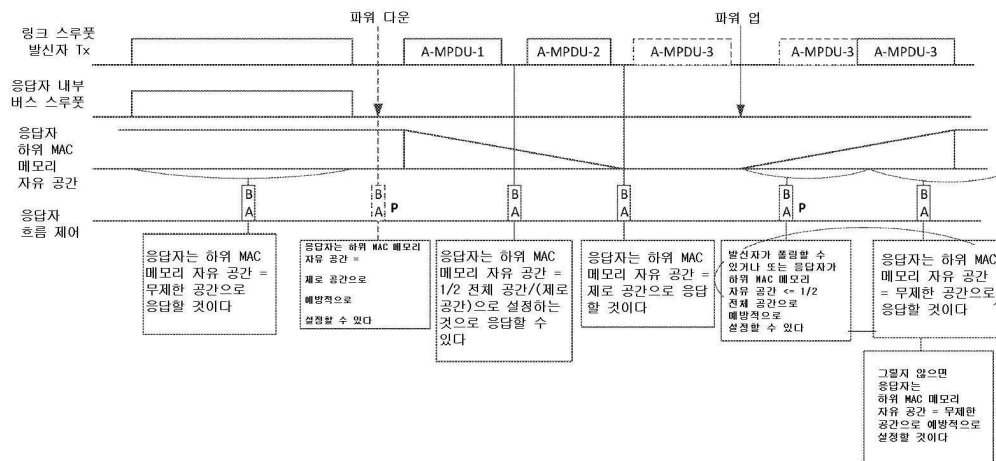 파워 다운
파워 업
링크 스루풋
발신자 Tx
A-MPDU-1
A-MPDU-2
A-MPDU-3
A-MPDU-3
A-MPDU-3
응답자 내부
버스 스루풋
응답자
하위 MAC
메모리
자유 공간
응답자
흐름 제어
B
A
B
A
P
B
A
B
A
B
A
P
B
A
응답자는 하위 MAC
메모리 자유 공간 =
무제한 공간으로
응답할 것이다
응답자는 하위 MAC 메모리
자유 공간 =
제로 공간으로
예방적으로
설정할 수 있다
응답자는 하위 MAC
메모리 자유 공간 =
1/2 전체 공간/(제로
공간)으로 설정하는
것으로 응답할 수
있다
응답자는 하위 MAC
메모리 자유 공간 =
제로 공간으로 응답
할 것이다
발신자가 폴링할 수
있거나 또는 응답자가
하위 MAC 메모리
자유 공간 <= 1/2
전체 공간으로
예방적으로
설정할 수 있다
응답자는 하위 MAC
메모리 자유 공간
= 무제한 공간으로
응답할 것이다
그렇지 않으면
응답자는
하위 MAC 메모리
자유 공간 = 무제한
공간으로 예방적으로
설정할 것이다